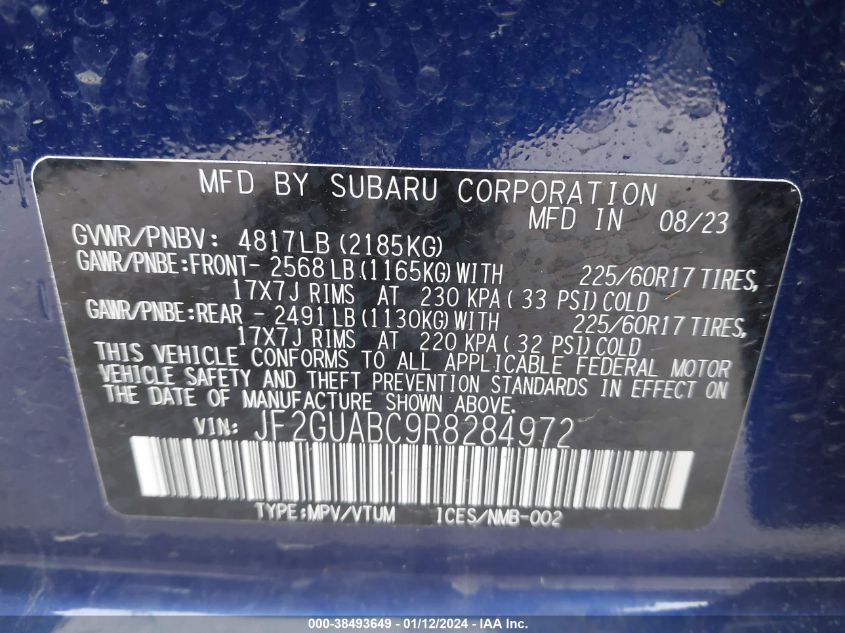 MFD BY SUBARU CORPORATION
MFD IN 08/23
GVWR/PNBV: 4817LB (2185KG)
GAWR/PNBE:FRONT- 2568 LB (1165KG) WITH 225/60R17 TIRES,
17X7J RIMS AT 230 KPA ( 33 PSI) COLD
GAWR/PNBE:REAR - 2491 LB (1130KG) WITH 225/60R17 TIRES,
17X7J RIMS AT 220 KPA ( 32 PSI) COLD
THIS VEHICLE CONFORMS TO ALL APPLICABLE FEDERAL MOTOR
VEHICLE SAFETY AND THEFT PREVENTION STANDARDS IN EFFECT ON
THE DATE OF MANUFACTURE SHOWN ABOVE.
VIN: JF2GUABC9R8284972
TYPE:MPV/VTUM ICES/NMB-002
000-38493649 - 01/12/2024 - IAA Inc.